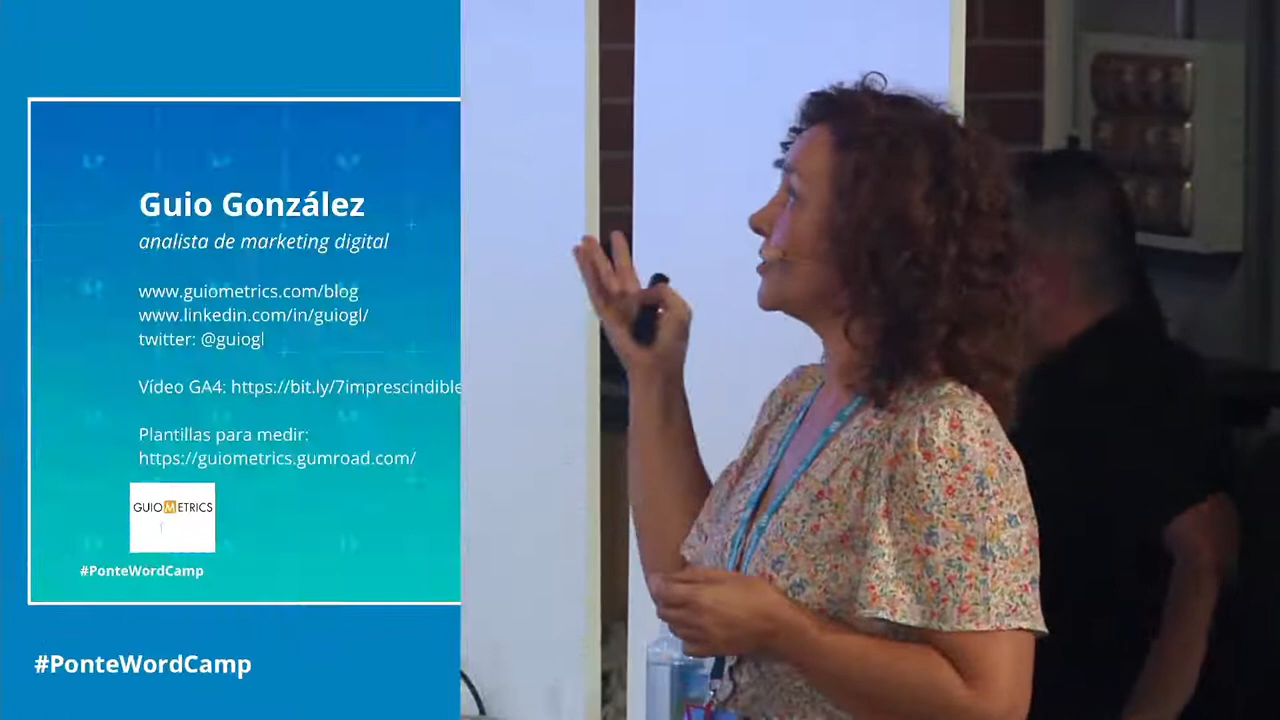 Guio González
analista de marketing digital
www.guiometrics.com/blog
www.linkedin.com/in/guiogl/
twitter: @guiogl
Vídeo GA4: https://bit.ly/7imprescindible
Plantillas para medir:
https://guiometrics.gumroad.com/
GUIOMETRICS
#PonteWordCamp
#PonteWordCamp